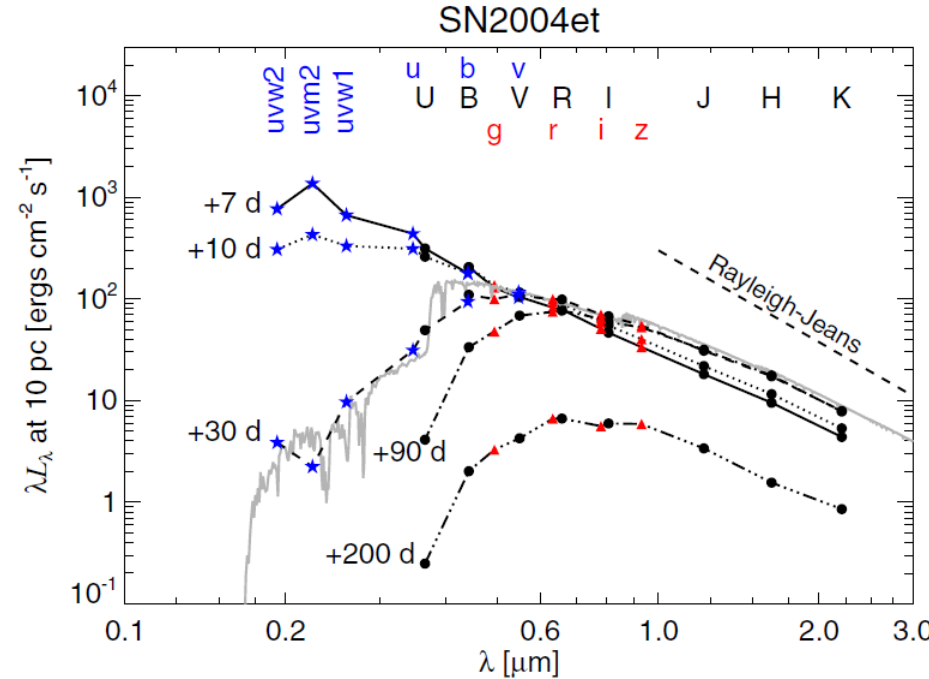 SN2004et
uvw2 uvm2 uvw1 u b v
U B V R I J H K
g r i z
10^4
10^3
10^2
10
1
10^-1
λL_λ at 10 pc [ergs cm^-2 s^-1]
+7 d
+10 d
+30 d
+90 d
+200 d
Rayleigh-Jeans
0.1 0.2 0.6 1.0 2.0 3.0
λ [μm]